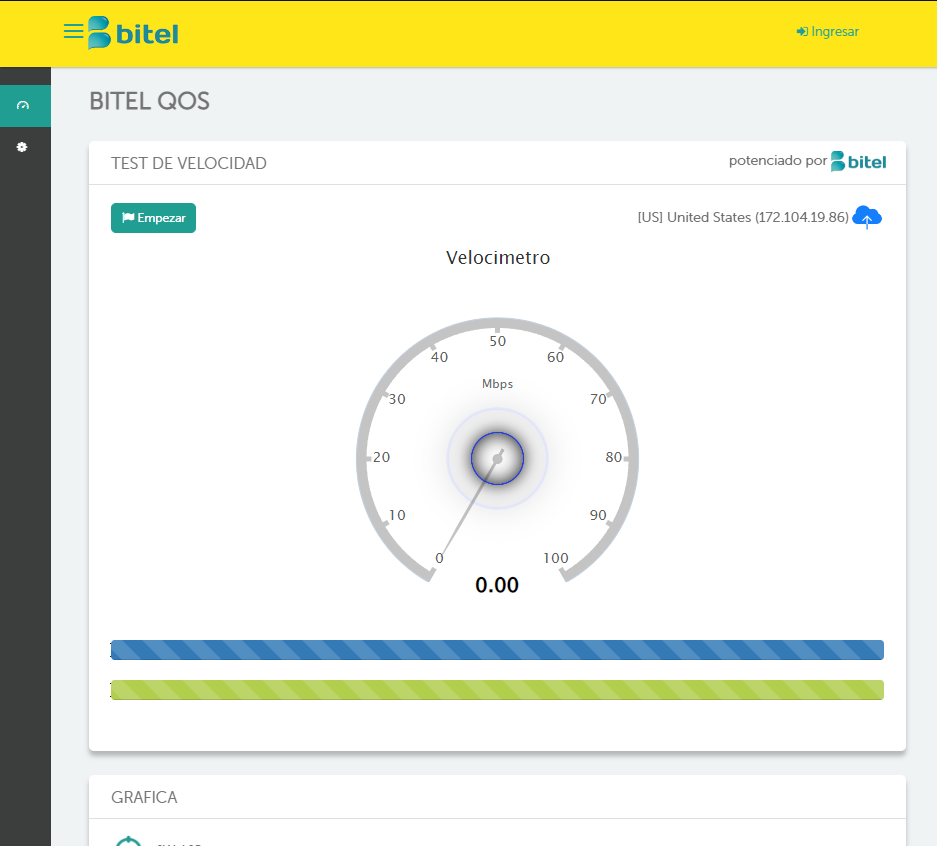 bitel
Ingresar
BITEL QOS
TEST DE VELOCIDAD
potenciado por bitel
Empezar
[US] United States (172.104.19.86)
Velocimetro
50
40
60
Mbps
30
70
20
80
10
90
0
100
0.00
GRAFICA